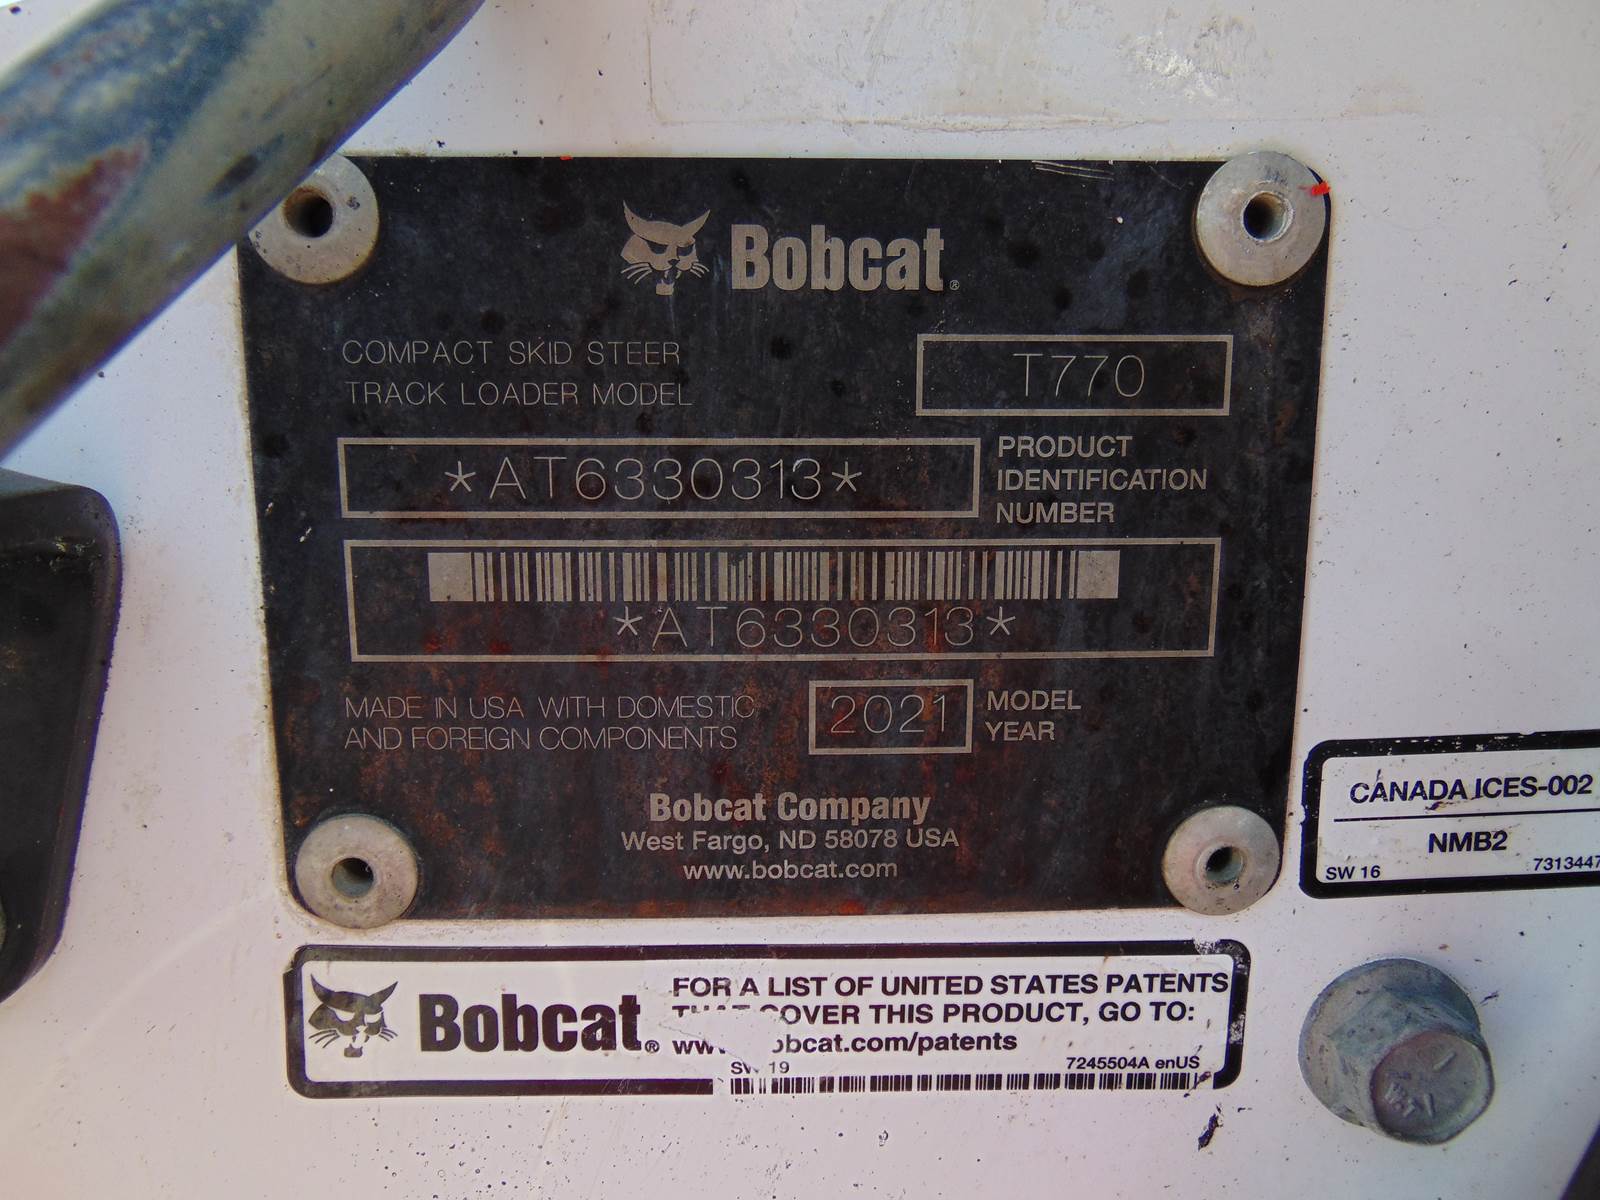 Bobcat®
COMPACT SKID STEER
TRACK LOADER MODEL
T770
*AT6330313*
PRODUCT
IDENTIFICATION
NUMBER
*AT6330313*
MADE IN USA WITH DOMESTIC
AND FOREIGN COMPONENTS
2021
MODEL
YEAR
Bobcat Company
West Fargo, ND 58078 USA
www.bobcat.com
CANADA ICES-002
NMB2
SW 16
7313447
Bobcat®
FOR A LIST OF UNITED STATES PATENTS
COVER THIS PRODUCT, GO TO:
bcat.com/patents
SW 19
7245504A enUS